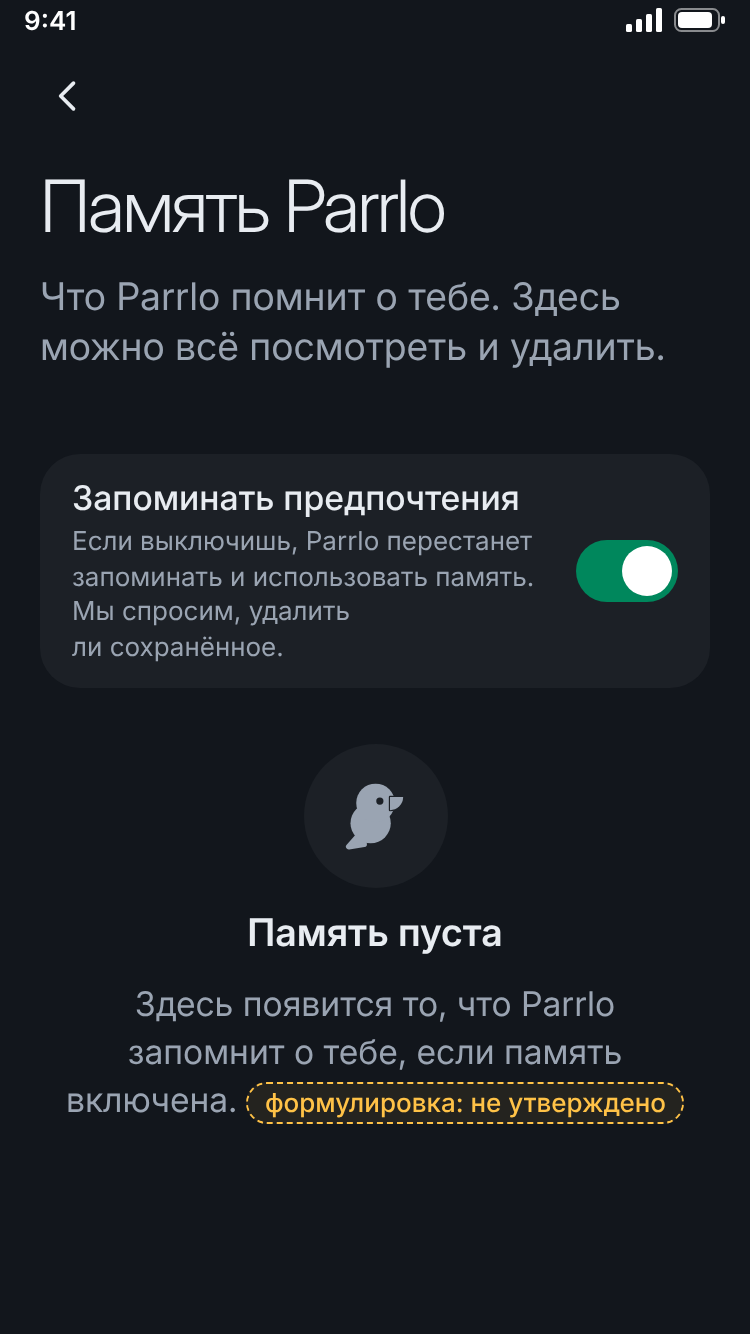 9:41
Память Parrlo
Что Parrlo помнит о тебе. Здесь
можно всё посмотреть и удалить.
Запоминать предпочтения
Если выключишь, Parrlo перестанет
запоминать и использовать память.
Мы спросим, удалить
ли сохранённое.
Память пуста
Здесь появится то, что Parrlo
запомнит о тебе, если память
включена. формулировка: не утверждено